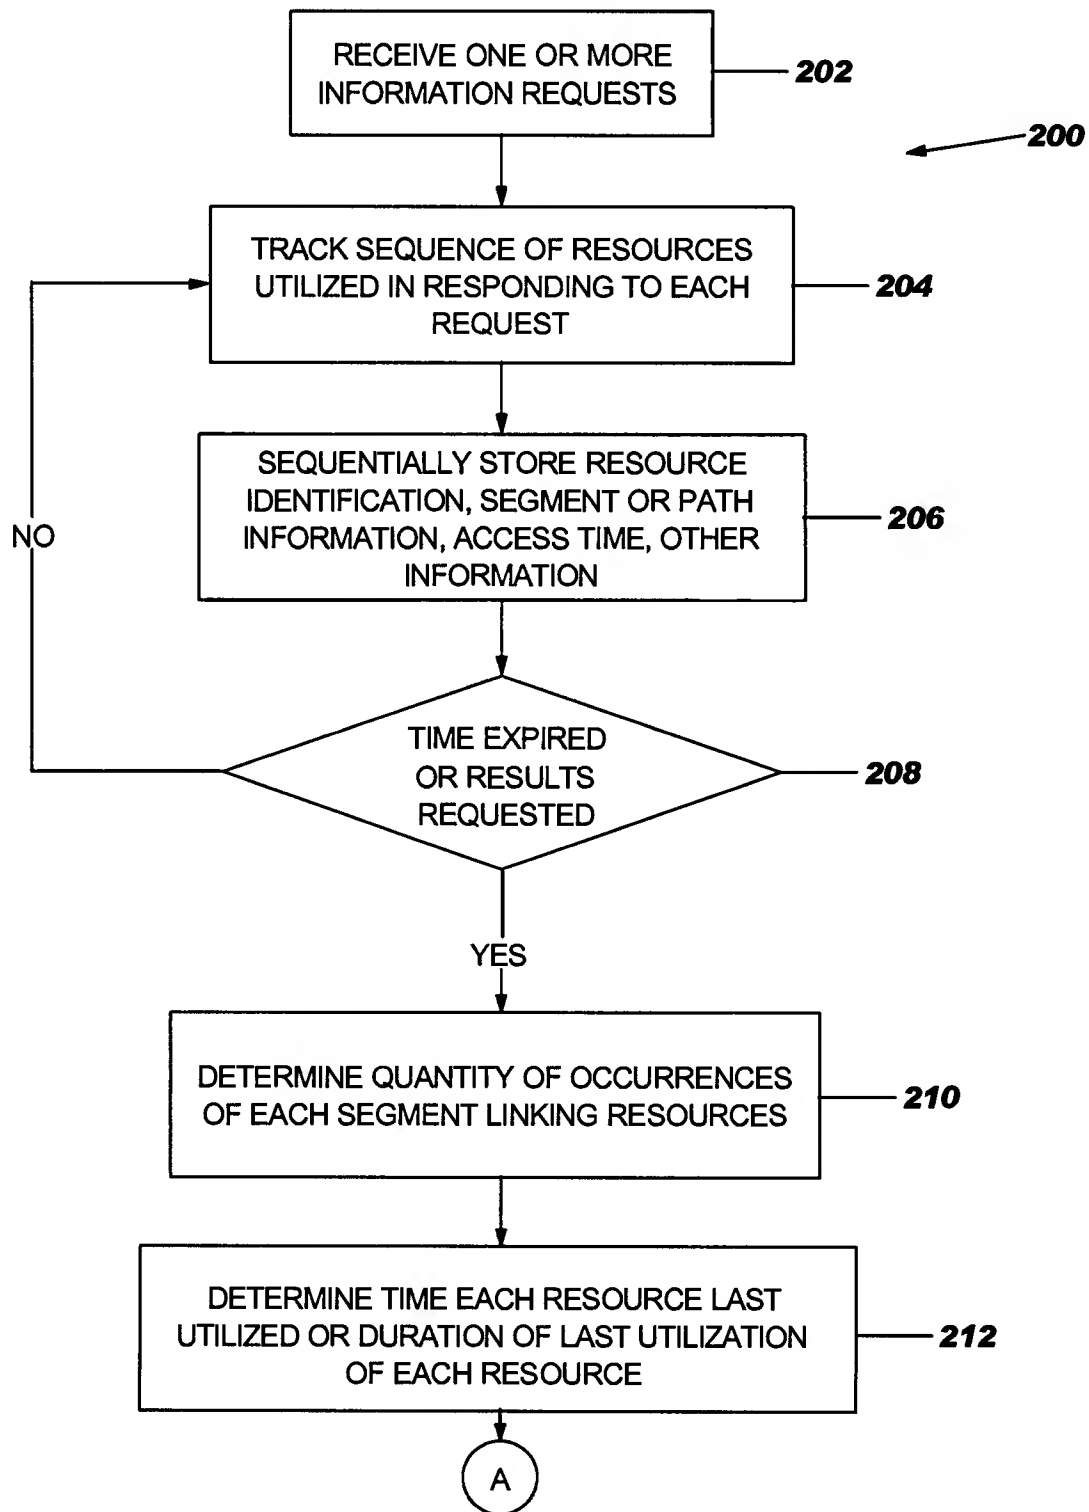 RECEIVE ONE OR MORE
INFORMATION REQUESTS
202
200
TRACK SEQUENCE OF RESOURCES
UTILIZED IN RESPONDING TO EACH
REQUEST
204
SEQUENTIALLY STORE RESOURCE
IDENTIFICATION, SEGMENT OR PATH
INFORMATION, ACCESS TIME, OTHER
INFORMATION
206
NO
TIME EXPIRED
OR RESULTS
REQUESTED
208
YES
DETERMINE QUANTITY OF OCCURRENCES
OF EACH SEGMENT LINKING RESOURCES
210
DETERMINE TIME EACH RESOURCE LAST
UTILIZED OR DURATION OF LAST UTILIZATION
OF EACH RESOURCE
212
A